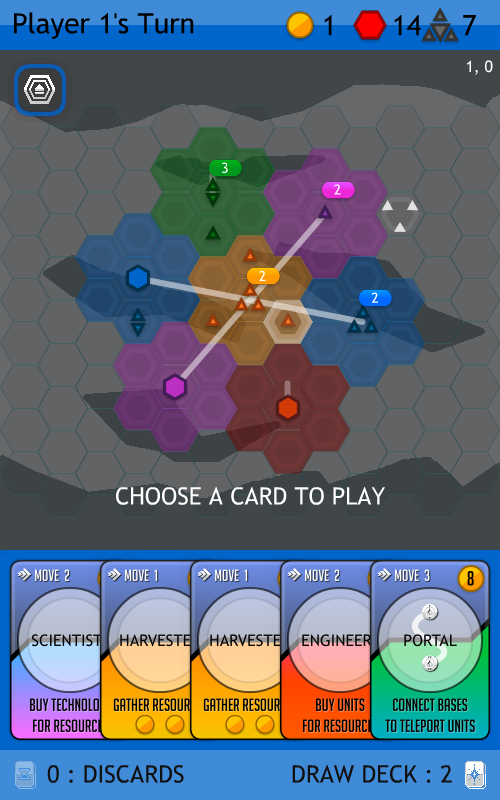 Player 1's Turn
1
14
7
1, 0
3
2
2
2
CHOOSE A CARD TO PLAY
MOVE 2
MOVE 1
MOVE 1
MOVE 2
MOVE 3
8
SCIENTIST
HARVESTE
HARVESTE
ENGINEER
PORTAL
BUY TECHNOLO
FOR RESOURC
GATHER RESOUR
GATHER RESOUR
BUY UNITS
FOR RESOURC
CONNECT BASES
TO TELEPORT UNITS
0 : DISCARDS
DRAW DECK : 2